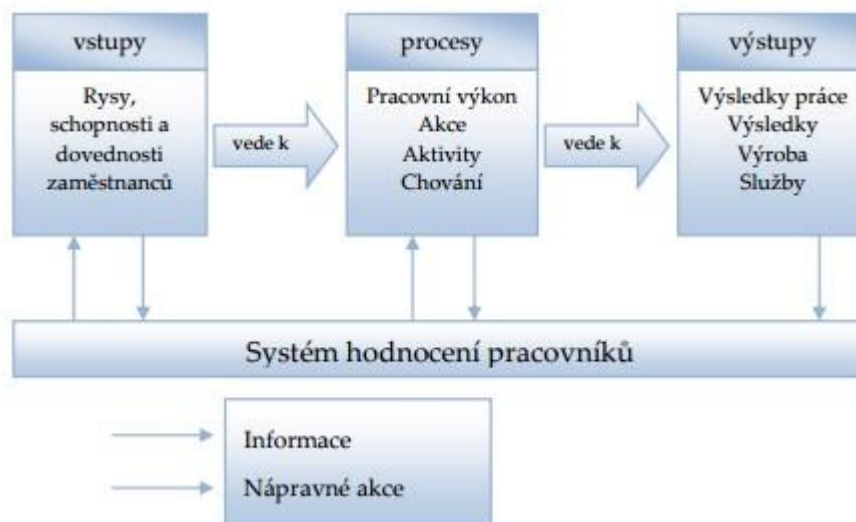 vstupy
Rysy,
schopnosti a
dovednosti
zaměstnanců
vede k
procesy
Pracovní výkon
Akce
Aktivity
Chování
vede k
výstupy
Výsledky práce
Výsledky
Výroba
Služby
Systém hodnocení pracovníků
Informace
Nápravné akce